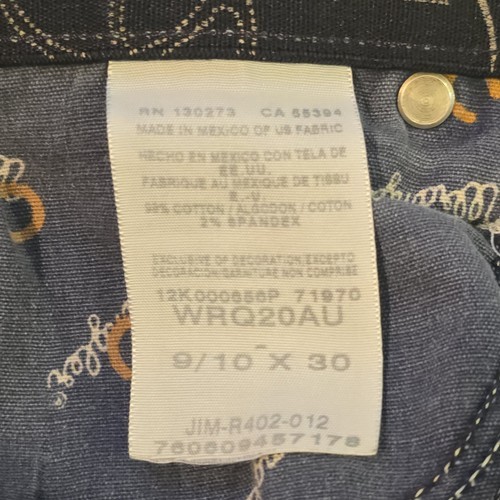 RN 130273 CA 55394
MADE IN MEXICO OF US FABRIC
HECHO EN MEXICO CON TELA DE
EE.UU.
FABRIQUE AU MEXIQUE DE TISSU
E.-U.
98% COTTON / ALGODON / COTON
2% SPANDEX
EXCLUSIVE OF DECORATION/EXCEPTO
DECORACION/GARNITURE NON COMPRIS
12K000656P 71970
WRQ20AU
9/10 X 30
JIM-R402-012
760609457178
Wrangler